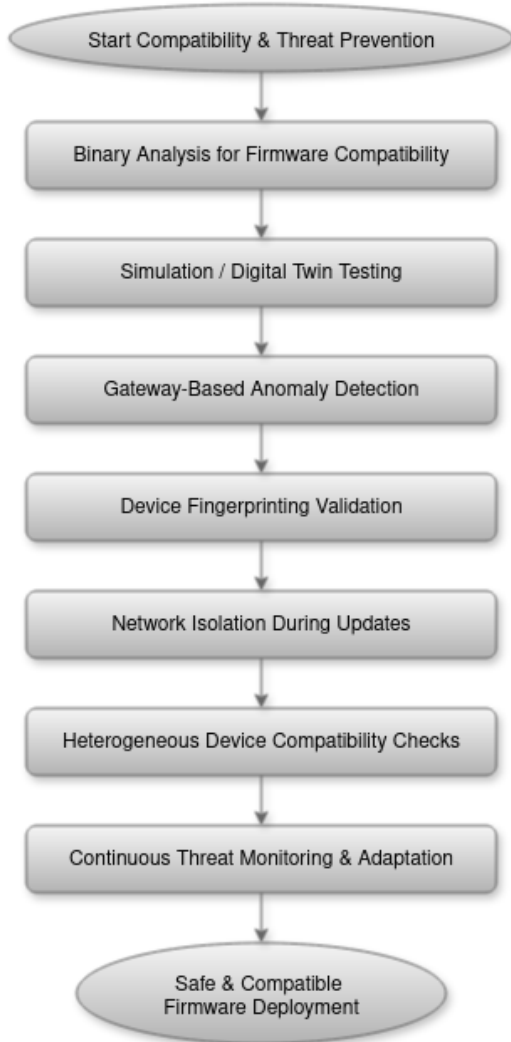 Start Compatibility & Threat Prevention
Binary Analysis for Firmware Compatibility
Simulation / Digital Twin Testing
Gateway-Based Anomaly Detection
Device Fingerprinting Validation
Network Isolation During Updates
Heterogeneous Device Compatibility Checks
Continuous Threat Monitoring & Adaptation
Safe & Compatible
Firmware Deployment